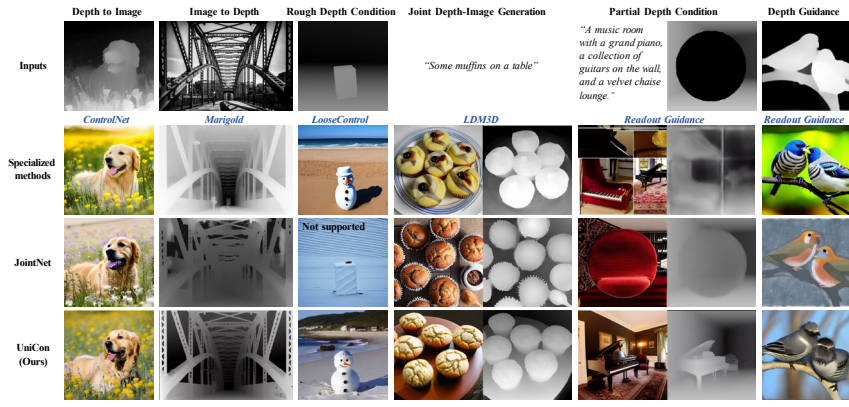 Depth to Image
Image to Depth
Rough Depth Condition
Joint Depth-Image Generation
Partial Depth Condition
Depth Guidance
Inputs
“Some muffins on a table”
“A music room
with a grand piano,
a collection of
guitars on the wall,
and a velvet chaise
lounge.”
ControlNet
Marigold
LooseControl
LDM3D
Readout Guidance
Readout Guidance
Specialized
methods
JointNet
Not supported
UniCon
(Ours)